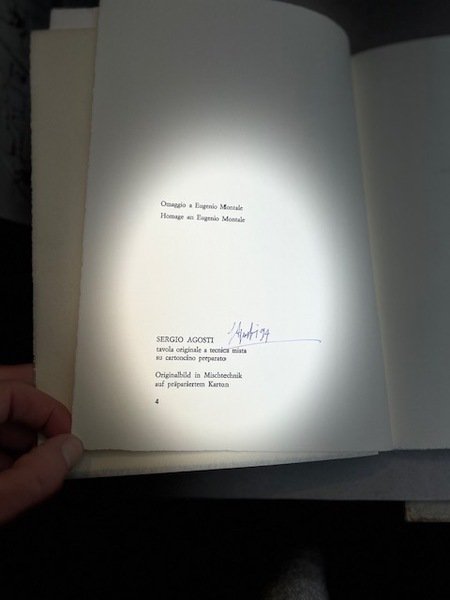 Omaggio a Eugenio Montale
Homage an Eugenio Montale
SERGIO AGOSTI
tavola originale a tecnica mista
su cartoncino preparato
Originalbild in Mischtechnik
auf präpariertem Karton
4